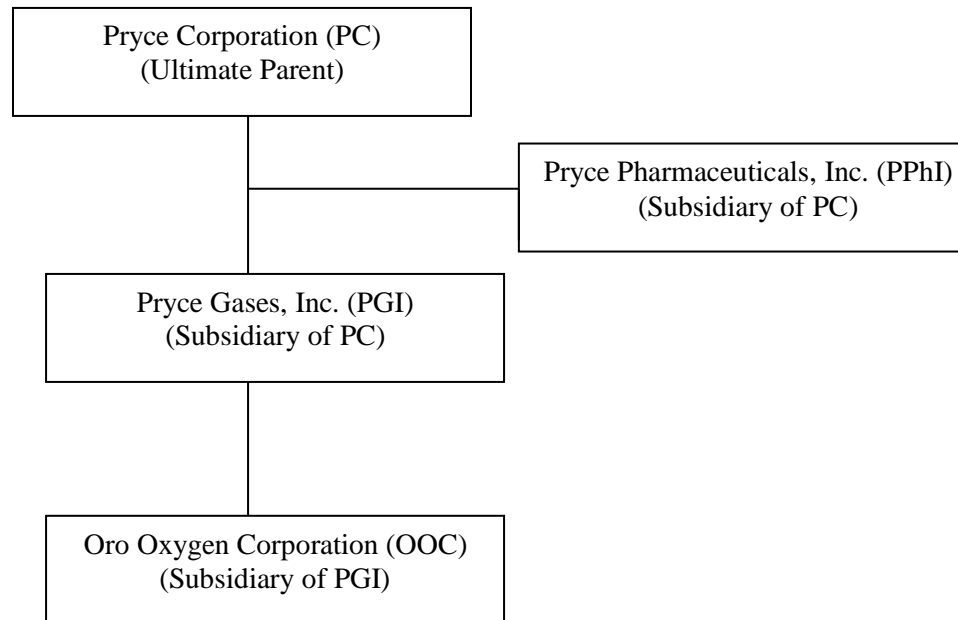 Pryce Corporation (PC)
(Ultimate Parent)
Pryce Pharmaceuticals, Inc. (PPhI)
(Subsidiary of PC)
Pryce Gases, Inc. (PGI)
(Subsidiary of PC)
Oro Oxygen Corporation (OOC)
(Subsidiary of PGI)